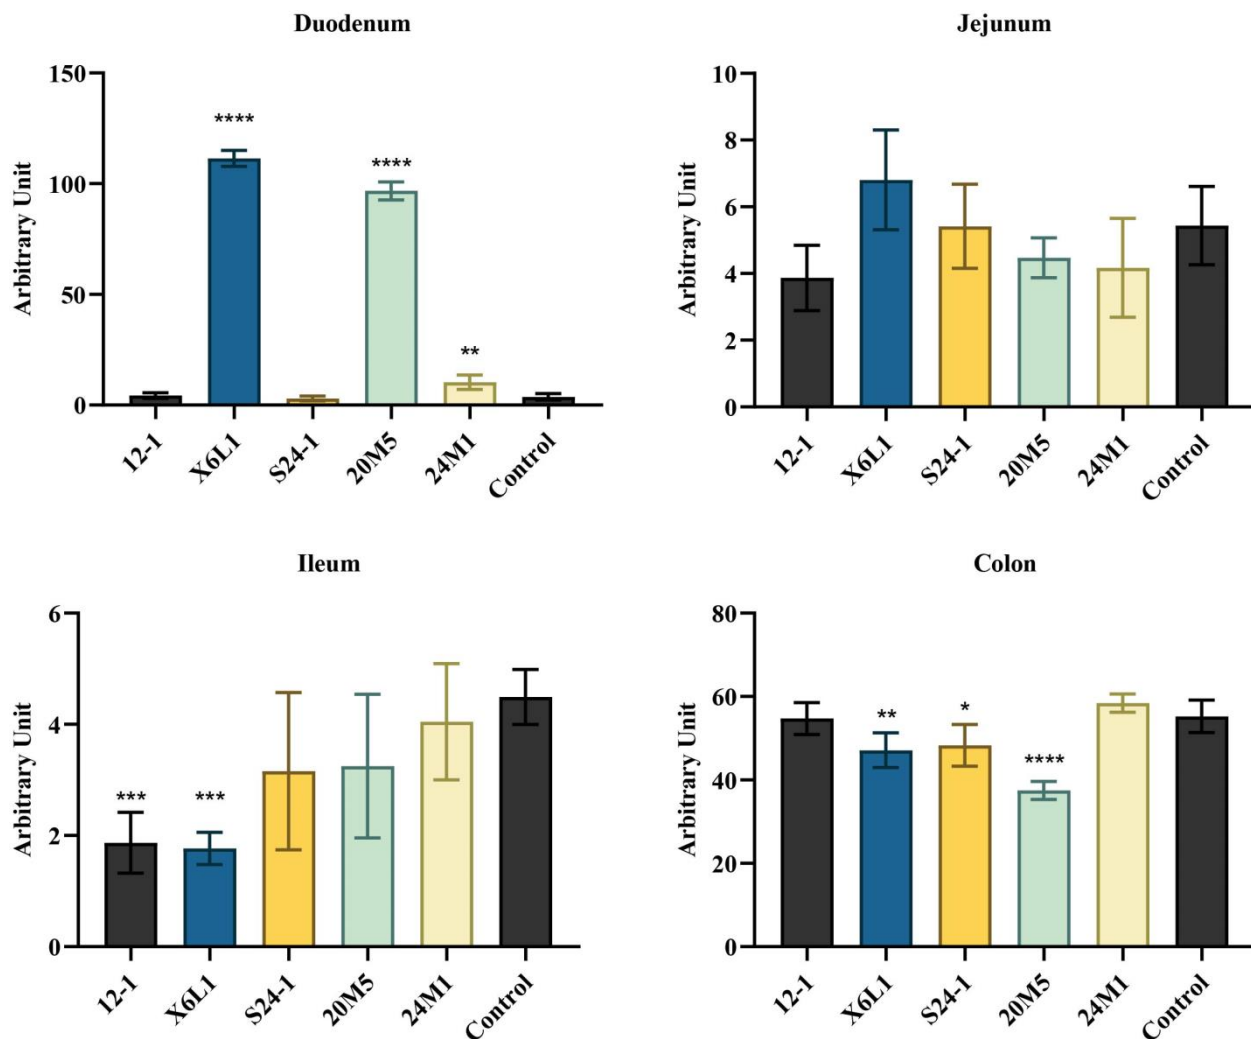 Duodenum
Arbitrary Unit
150
100
50
0
****
****
**
12-1
X6L1
S24-1
20M5
24M1
Control
Jejunum
Arbitrary Unit
10
8
6
4
2
0
12-1
X6L1
S24-1
20M5
24M1
Control
Ileum
Arbitrary Unit
6
4
2
0
***
***
12-1
X6L1
S24-1
20M5
24M1
Control
Colon
Arbitrary Unit
80
60
40
20
0
**
*
****
12-1
X6L1
S24-1
20M5
24M1
Control